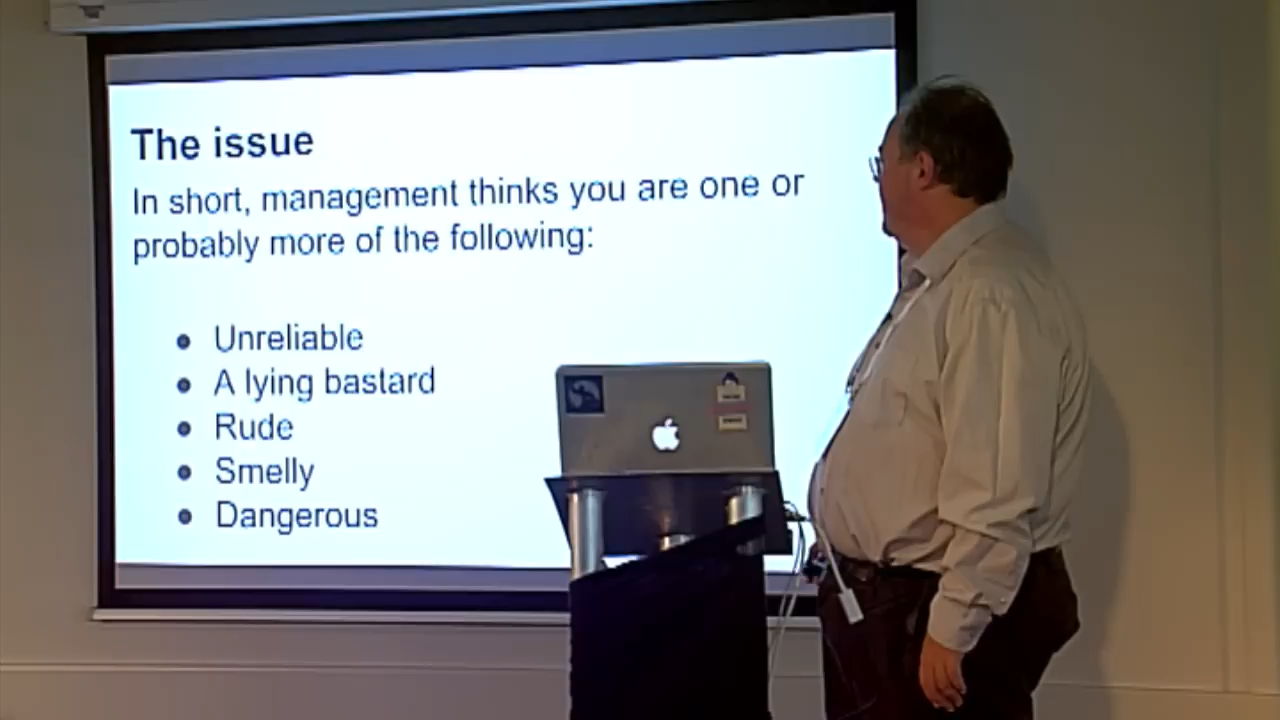 The issue
In short, management thinks you are one or
probably more of the following:
● Unreliable
● A lying bastard
● Rude
● Smelly
● Dangerous